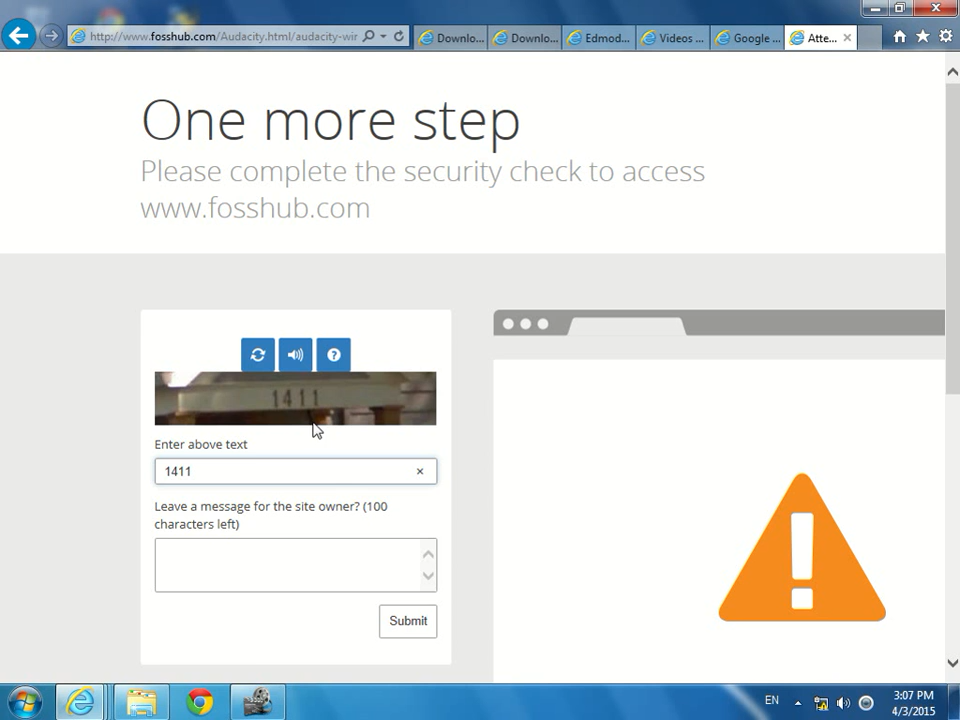 http://www.fosshub.com/Audacity.html/audacity-wir
Downlo...
Downlo...
Edmod...
Videos ...
Google ...
Atte...
One more step
Please complete the security check to access
www.fosshub.com
1411
Enter above text
1411
Leave a message for the site owner? (100
characters left)
Submit
EN
3:07 PM
4/3/2015